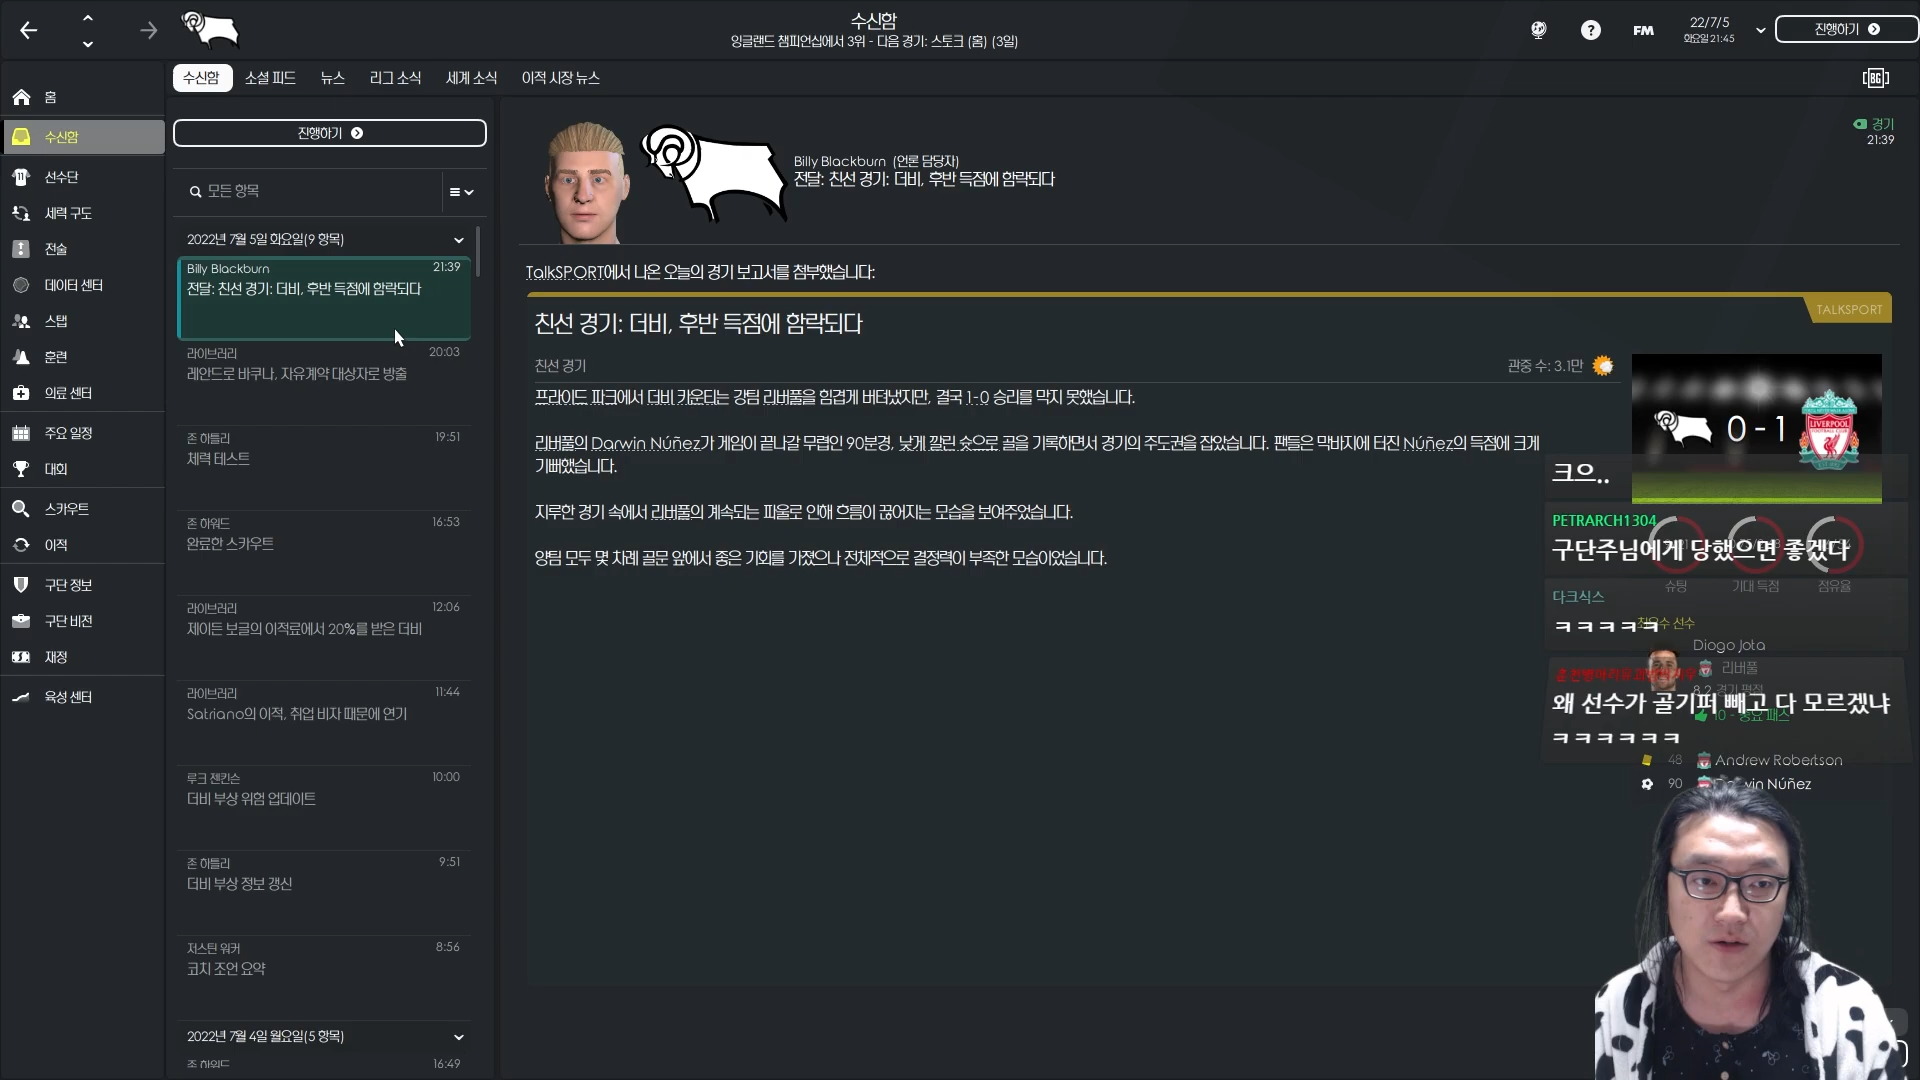 수신함
잉글랜드 챔피언십에서 3위 - 다음 경기: 스토크 (홈) (3일)
FM
22/7/5
화요일 21:45
진행하기
수신함
소셜 피드
뉴스
리그 소식
세계 소식
이적 시장 뉴스
홈
수신함
선수단
세력 구도
전술
데이터 센터
스탭
훈련
의료 센터
주요 일정
대회
스카우트
이적
구단 정보
구단 비전
재정
육성 센터
진행하기
모든 항목
2022년 7월 5일 화요일(9 항목)
Billy Blackburn 21:39
전달: 친선 경기: 더비, 후반 득점에 함락되다
라이브러리 20:03
레안드로 바쿠나, 자유계약 대상자로 방출
존 히틀리 19:51
체력 테스트
존 하워드 16:53
완료한 스카우트
라이브러리 12:06
제이든 보글의 이적료에서 20%를 받은 더비
라이브러리 11:44
Satriano의 이적, 취업 비자 때문에 연기
루크 젠킨슨 10:00
더비 부상 위험 업데이트
존 히틀리 9:51
더비 부상 정보 갱신
저스틴 워커 8:56
코치 조언 요약
2022년 7월 4일 월요일(5 항목)
존 하워드 16:49
Billy Blackburn (언론 담당자)
전달: 친선 경기: 더비, 후반 득점에 함락되다
경기
21:39
TalkSPORT에서 나온 오늘의 경기 보고서를 첨부했습니다:
TALKSPORT
친선 경기: 더비, 후반 득점에 함락되다
친선 경기
관중 수: 3.1만
프라이드 파크에서 더비 카운티는 강팀 리버풀을 힘겹게 버텨냈지만, 결국 1-0 승리를 막지 못했습니다.
리버풀의 Darwin Núñez가 게임이 끝나갈 무렵인 90분경, 낮게 깔린 슛으로 골을 기록하면서 경기의 주도권을 잡았습니다. 팬들은 막바지에 터진 Núñez의 득점에 크게
기뻐했습니다.
지루한 경기 속에서 리버풀의 계속되는 파울로 인해 흐름이 끊어지는 모습을 보여주었습니다.
양팀 모두 몇 차례 골문 앞에서 좋은 기회를 가졌으나 전체적으로 결정력이 부족한 모습이었습니다.
0 - 1
LIVERPOOL
크으..
PETRARCH1304
구단주님에게 당했으면 좋겠다
슈팅
기대 득점
점유율
다크식스
ㅋㅋㅋㅋㅋ
선수
Diogo Jota
리버풀
8.2 경기 평점
왜 선수가 골기퍼 빼고 다 모르겠냐
ㅋㅋㅋㅋㅋㅋ
10 - 중요 패스
48 Andrew Robertson
90 Darwin Núñez